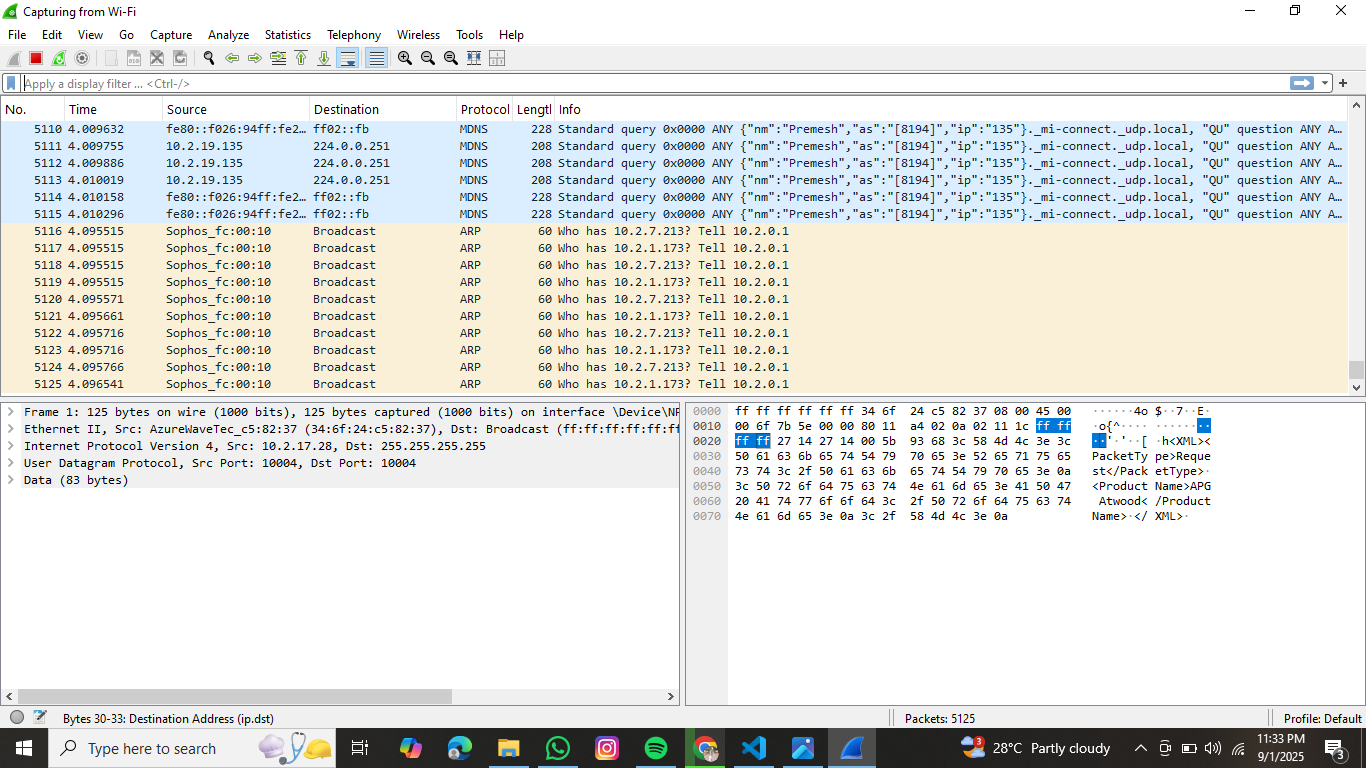 Capturing from Wi-Fi
File Edit View Go Capture Analyze Statistics Telephony Wireless Tools Help
Apply a display filter ... <Ctrl-/>
No. Time Source Destination Protocol Lengtl Info
5110 4.009632 fe80::f026:94ff:fe2… ff02::fb MDNS 228 Standard query 0x0000 ANY {"nm":"Premesh","as":"[8194]","ip":"135"}._mi-connect._udp.local, "QU" question ANY A…
5111 4.009755 10.2.19.135 224.0.0.251 MDNS 208 Standard query 0x0000 ANY {"nm":"Premesh","as":"[8194]","ip":"135"}._mi-connect._udp.local, "QU" question ANY A…
5112 4.009886 10.2.19.135 224.0.0.251 MDNS 208 Standard query 0x0000 ANY {"nm":"Premesh","as":"[8194]","ip":"135"}._mi-connect._udp.local, "QU" question ANY A…
5113 4.010019 10.2.19.135 224.0.0.251 MDNS 208 Standard query 0x0000 ANY {"nm":"Premesh","as":"[8194]","ip":"135"}._mi-connect._udp.local, "QU" question ANY A…
5114 4.010158 fe80::f026:94ff:fe2… ff02::fb MDNS 228 Standard query 0x0000 ANY {"nm":"Premesh","as":"[8194]","ip":"135"}._mi-connect._udp.local, "QU" question ANY A…
5115 4.010296 fe80::f026:94ff:fe2… ff02::fb MDNS 228 Standard query 0x0000 ANY {"nm":"Premesh","as":"[8194]","ip":"135"}._mi-connect._udp.local, "QU" question ANY A…
5116 4.095515 Sophos_fc:00:10 Broadcast ARP 60 Who has 10.2.7.213? Tell 10.2.0.1
5117 4.095515 Sophos_fc:00:10 Broadcast ARP 60 Who has 10.2.1.173? Tell 10.2.0.1
5118 4.095515 Sophos_fc:00:10 Broadcast ARP 60 Who has 10.2.7.213? Tell 10.2.0.1
5119 4.095515 Sophos_fc:00:10 Broadcast ARP 60 Who has 10.2.1.173? Tell 10.2.0.1
5120 4.095571 Sophos_fc:00:10 Broadcast ARP 60 Who has 10.2.7.213? Tell 10.2.0.1
5121 4.095661 Sophos_fc:00:10 Broadcast ARP 60 Who has 10.2.1.173? Tell 10.2.0.1
5122 4.095716 Sophos_fc:00:10 Broadcast ARP 60 Who has 10.2.7.213? Tell 10.2.0.1
5123 4.095716 Sophos_fc:00:10 Broadcast ARP 60 Who has 10.2.1.173? Tell 10.2.0.1
5124 4.095766 Sophos_fc:00:10 Broadcast ARP 60 Who has 10.2.7.213? Tell 10.2.0.1
5125 4.096541 Sophos_fc:00:10 Broadcast ARP 60 Who has 10.2.1.173? Tell 10.2.0.1
Frame 1: 125 bytes on wire (1000 bits), 125 bytes captured (1000 bits) on interface \Device\NF
Ethernet II, Src: AzureWaveTec_c5:82:37 (34:6f:24:c5:82:37), Dst: Broadcast (ff:ff:ff:ff:ff:ff
Internet Protocol Version 4, Src: 10.2.17.28, Dst: 255.255.255.255
User Datagram Protocol, Src Port: 10004, Dst Port: 10004
Data (83 bytes)
0000 ff ff ff ff ff ff 34 6f 24 c5 82 37 08 00 45 00 ······4o $··7··E·
0010 00 6f 7b 5e 00 00 80 11 a4 02 0a 02 11 1c ff ff ·o{^···· ········
0020 ff ff 27 14 27 14 00 5b 93 68 3c 58 4d 4c 3e 3c ··'·'··[ ·h<XML><
0030 50 61 63 6b 65 74 54 79 70 65 3e 52 65 71 75 65 PacketTy pe>Reque
0040 73 74 3c 2f 50 61 63 6b 65 74 54 79 70 65 3e 0a st</Pack etType>·
0050 3c 50 72 6f 64 75 63 74 4e 61 6d 65 3e 41 50 47 <Product Name>APG
0060 20 41 74 77 6f 6f 64 3c 2f 50 72 6f 64 75 63 74 Atwood< /Product
0070 4e 61 6d 65 3e 0a 3c 2f 58 4d 4c 3e 0a Name>·</ XML>·
Bytes 30-33: Destination Address (ip.dst) Packets: 5125 Profile: Default
Type here to search
3
28°C Partly cloudy
11:33 PM
9/1/2025
3